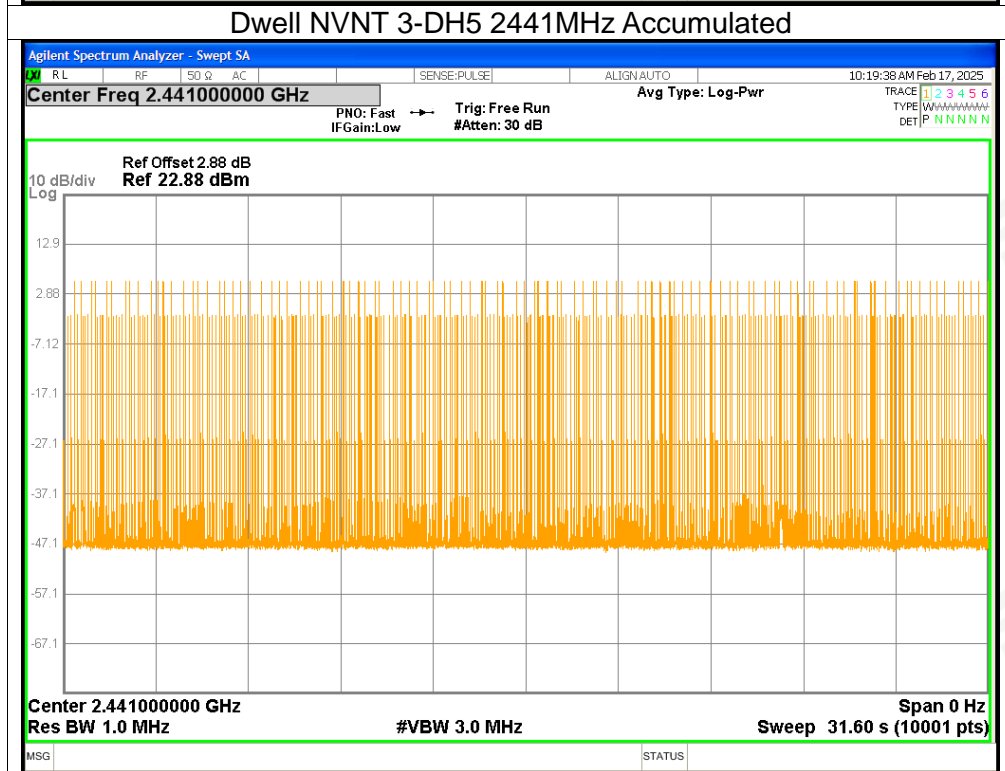 Dwell NVNT 3-DH5 2441MHz Accumulated
Agilent Spectrum Analyzer - Swept SA
LXI RL RF 50 Ω AC SENSE:PULSE ALIGN AUTO 10:19:38 AM Feb 17, 2025
Center Freq 2.441000000 GHz Avg Type: Log-Pwr TRACE 1 2 3 4 5 6
PNO: Fast Trig: Free Run TYPE WWWWWWW
IFGain:Low #Atten: 30 dB DET P N N N N N
Ref Offset 2.88 dB
10 dB/div Ref 22.88 dBm
Log
12.9
2.88
-7.12
-17.1
-27.1
-37.1
-47.1
-57.1
-67.1
Center 2.441000000 GHz Span 0 Hz
Res BW 1.0 MHz #VBW 3.0 MHz Sweep 31.60 s (10001 pts)
MSG STATUS